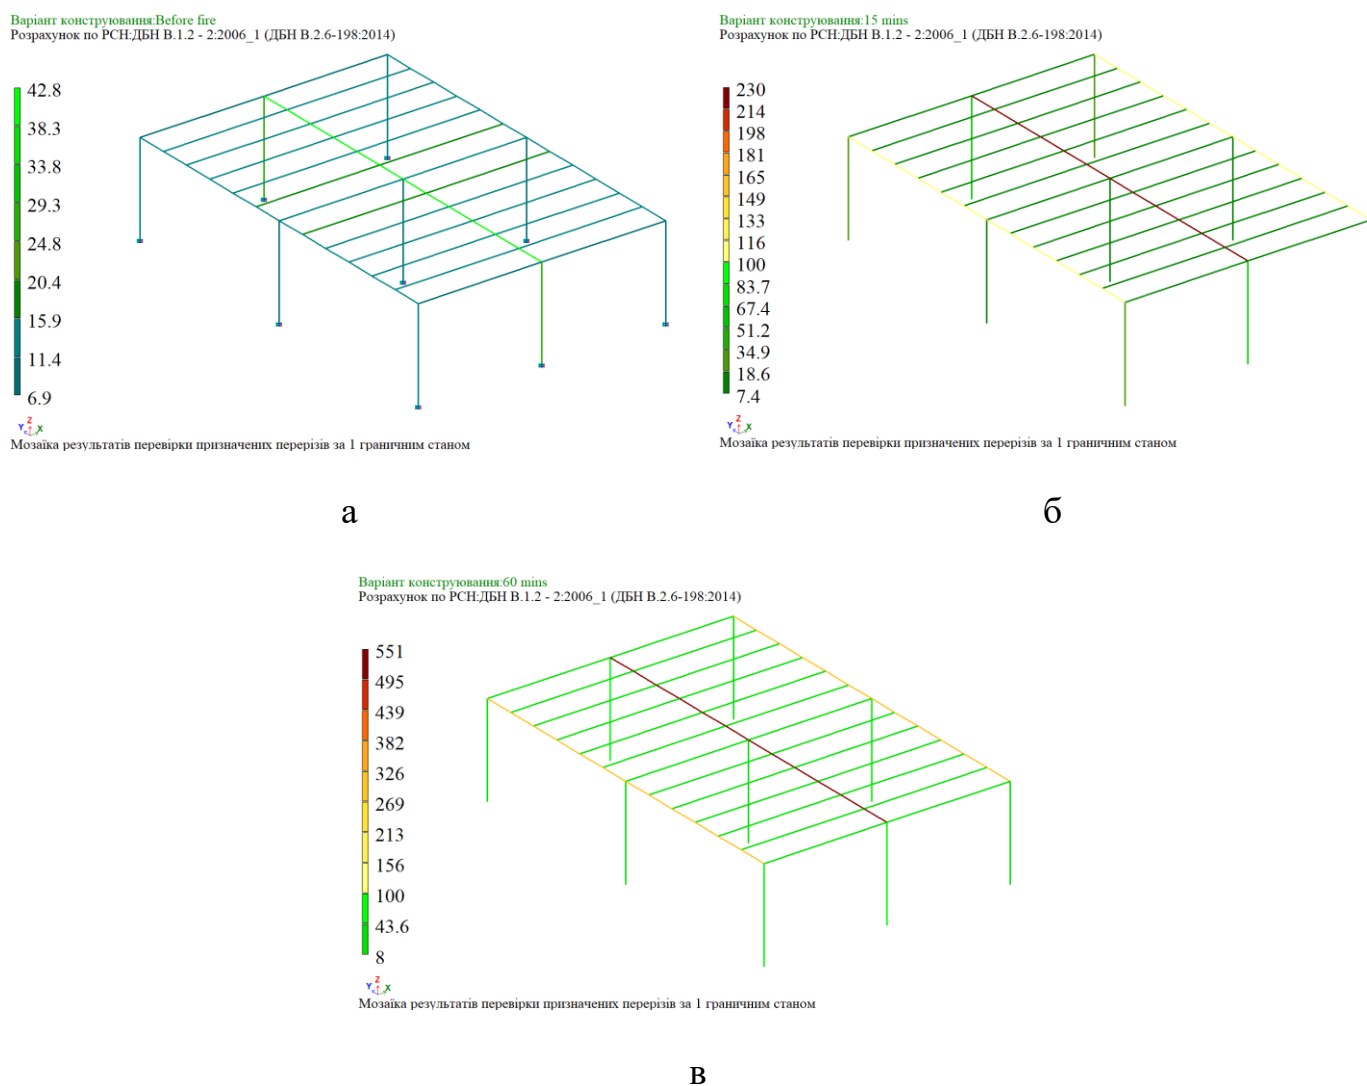 Варіант конструювання:Before fire
Розрахунок по РСН:ДБН В.1.2 - 2:2006_1 (ДБН В.2.6-198:2014)
42.8
38.3
33.8
29.3
24.8
20.4
15.9
11.4
6.9
Z
Y X
Мозаїка результатів перевірки призначених перерізів за 1 граничним станом
а
Варіант конструювання:15 mins
Розрахунок по РСН:ДБН В.1.2 - 2:2006_1 (ДБН В.2.6-198:2014)
230
214
198
181
165
149
133
116
100
83.7
67.4
51.2
34.9
18.6
7.4
Z
Y X
Мозаїка результатів перевірки призначених перерізів за 1 граничним станом
б
Варіант конструювання:60 mins
Розрахунок по РСН:ДБН В.1.2 - 2:2006_1 (ДБН В.2.6-198:2014)
551
495
439
382
326
269
213
156
100
43.6
8
Z
Y X
Мозаїка результатів перевірки призначених перерізів за 1 граничним станом
в